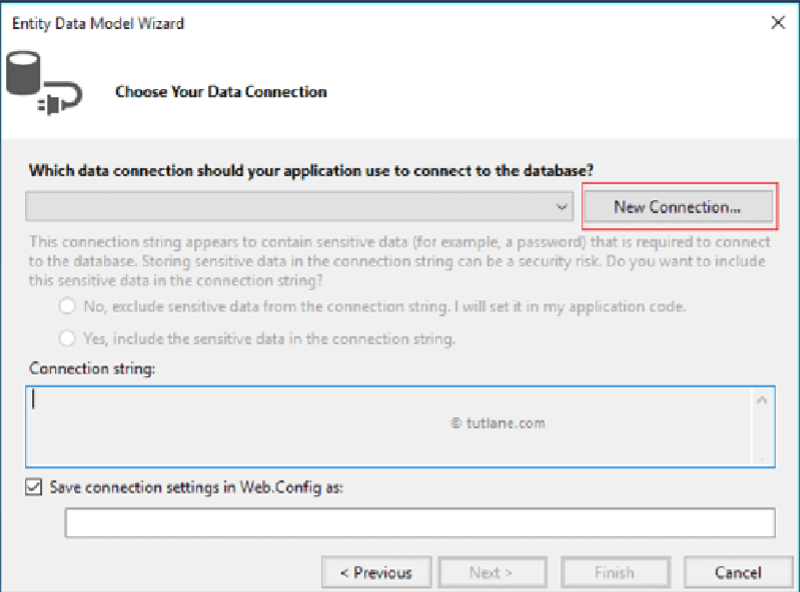 Entity Data Model Wizard
Choose Your Data Connection
Which data connection should your application use to connect to the database?
New Connection...
This connection string appears to contain sensitive data (for example, a password) that is required to connect
to the database. Storing sensitive data in the connection string can be a security risk. Do you want to include
this sensitive data in the connection string?
No, exclude sensitive data from the connection string. I will set it in my application code.
Yes, include the sensitive data in the connection string.
Connection string:
© tutlane.com
Save connection settings in Web.Config as:
< Previous
Next >
Finish
Cancel